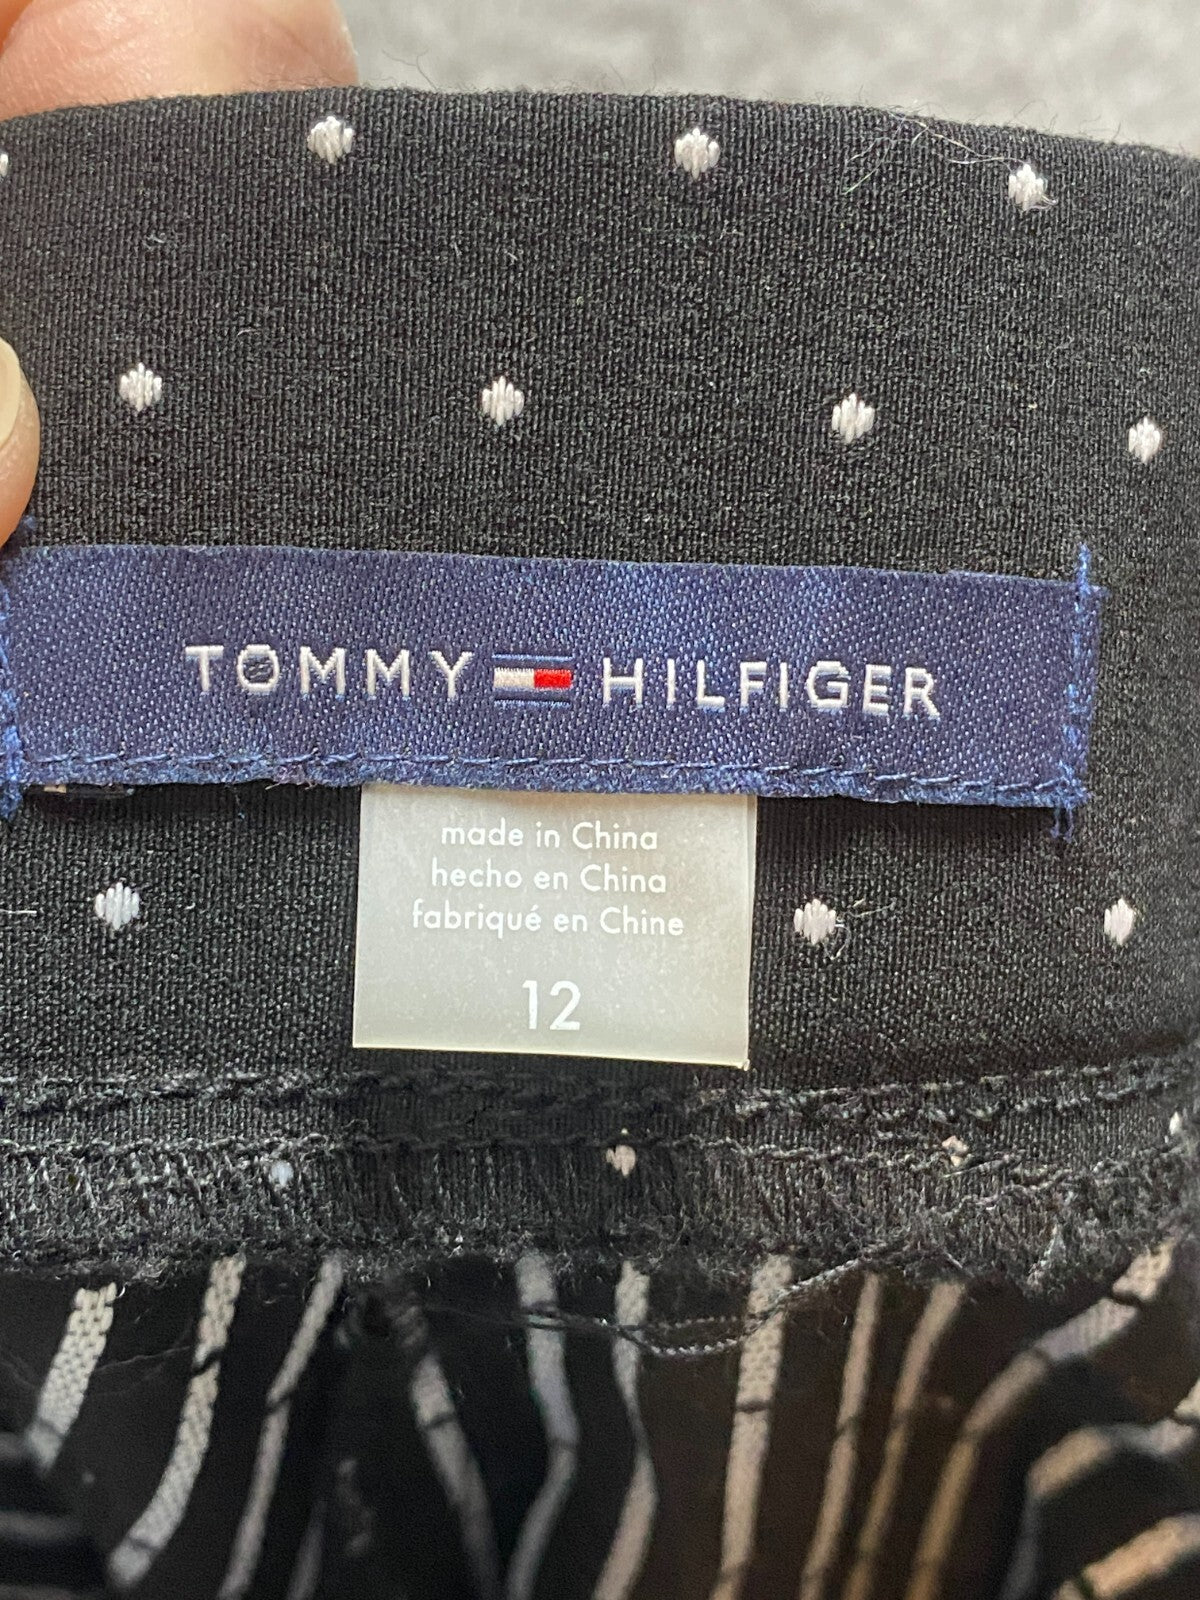 TOMMY HILFIGER
made in China
hecho en China
fabriqué en Chine
12